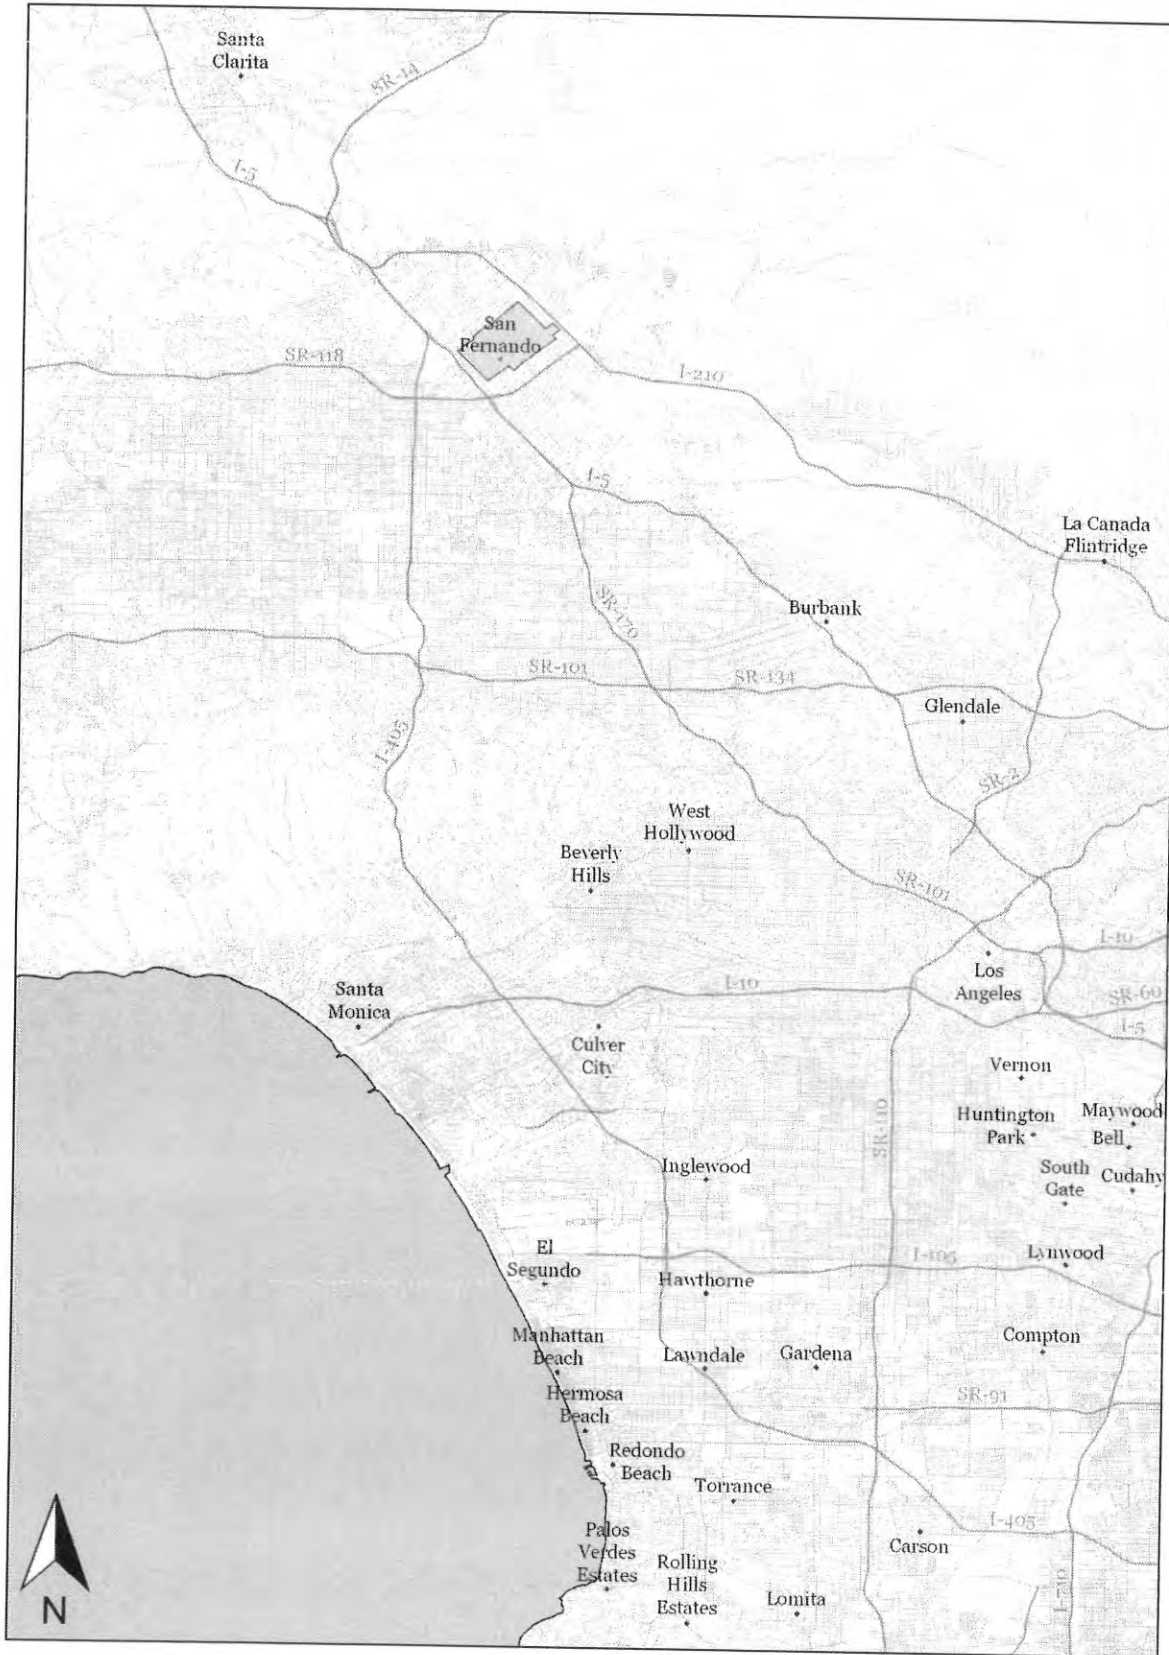 Santa
Clarita
SR-14
I-5
San
Fernando
SR-118
I-210
I-5
La Canada
Flintridge
Burbank
SR-170
SR-101
SR-134
Glendale
I-405
SR-2
West
Hollywood
Beverly
Hills
SR-101
I-10
Los
Angeles
Santa
Monica
I-10
SR-60
I-5
Culver
City
Vernon
SR-110
Huntington
Park
Maywood
Bell
Inglewood
South
Gate
Cudahy
El
Segundo
I-105
Lynwood
Hawthorne
Manhattan
Beach
Lawndale
Gardena
Compton
Hermosa
Beach
SR-91
Redondo
Beach
Torrance
I-405
Carson
Palos
Verdes
Estates
Rolling
Hills
Estates
Lomita
I-710
N